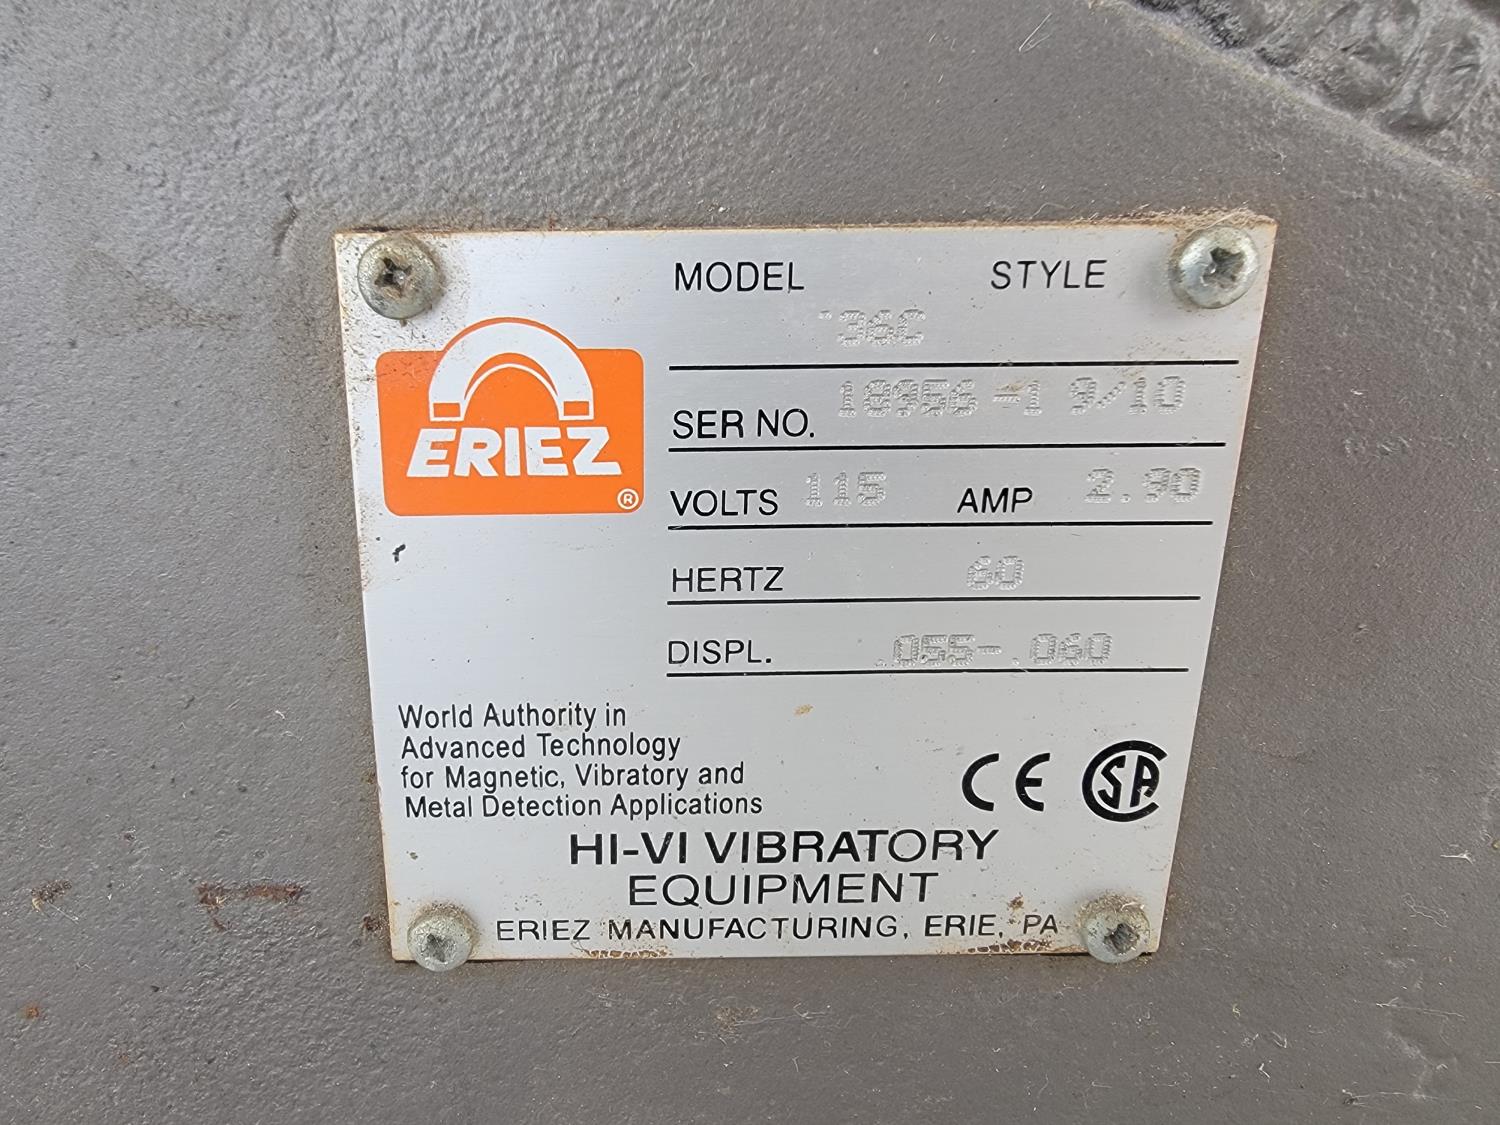 MODEL STYLE
36C
SER NO. 18956-1 9/10
VOLTS 115 AMP 2.90
HERTZ 60
DISPL. .055-.060
ERIEZ
®
World Authority in
Advanced Technology
for Magnetic, Vibratory and
Metal Detection Applications
CE CSA
HI-VI VIBRATORY
EQUIPMENT
ERIEZ MANUFACTURING, ERIE, PA